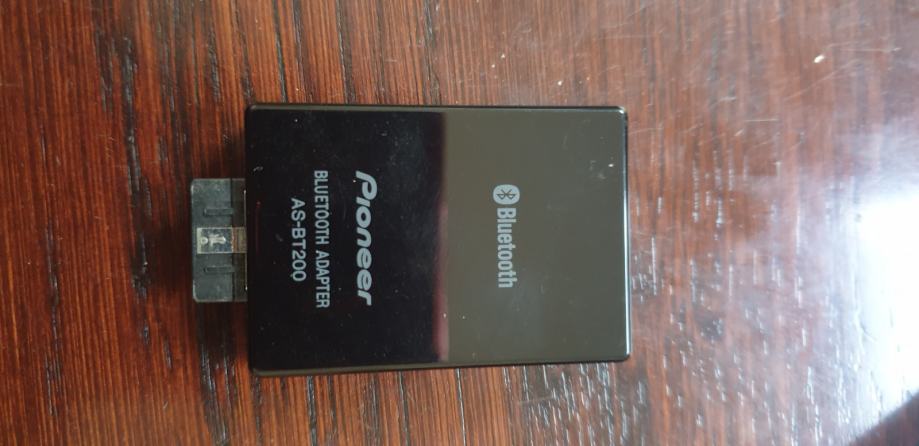 Bluetooth
Pioneer
BLUETOOTH ADAPTER
AS-BT200